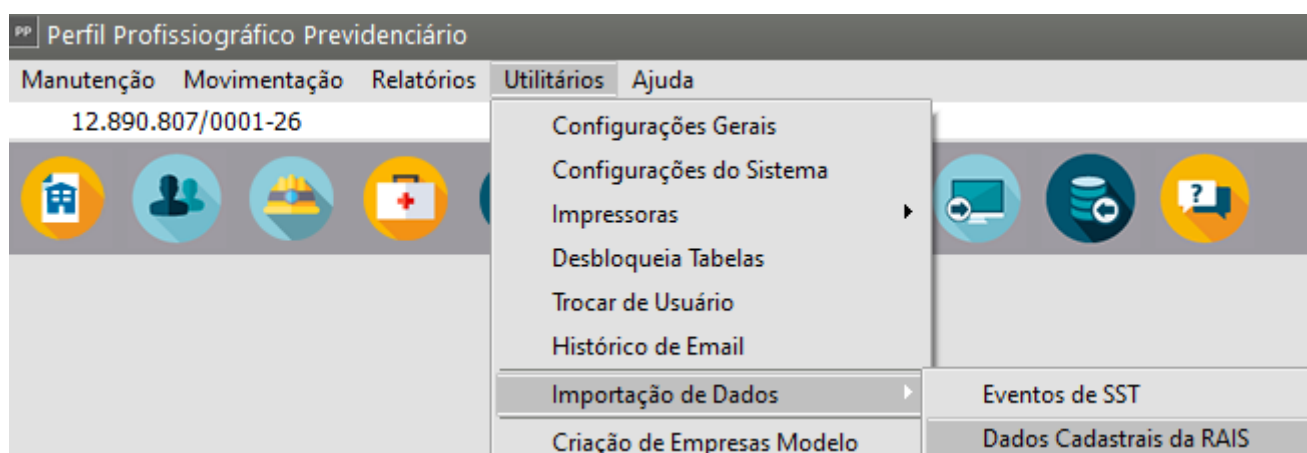 PP Perfil Profissiográfico Previdenciário
Manutenção Movimentação Relatórios Utilitários Ajuda
12.890.807/0001-26
Configurações Gerais
Configurações do Sistema
Impressoras
Desbloqueia Tabelas
Trocar de Usuário
Histórico de Email
Importação de Dados
Eventos de SST
Criação de Empresas Modelo
Dados Cadastrais da RAIS
?